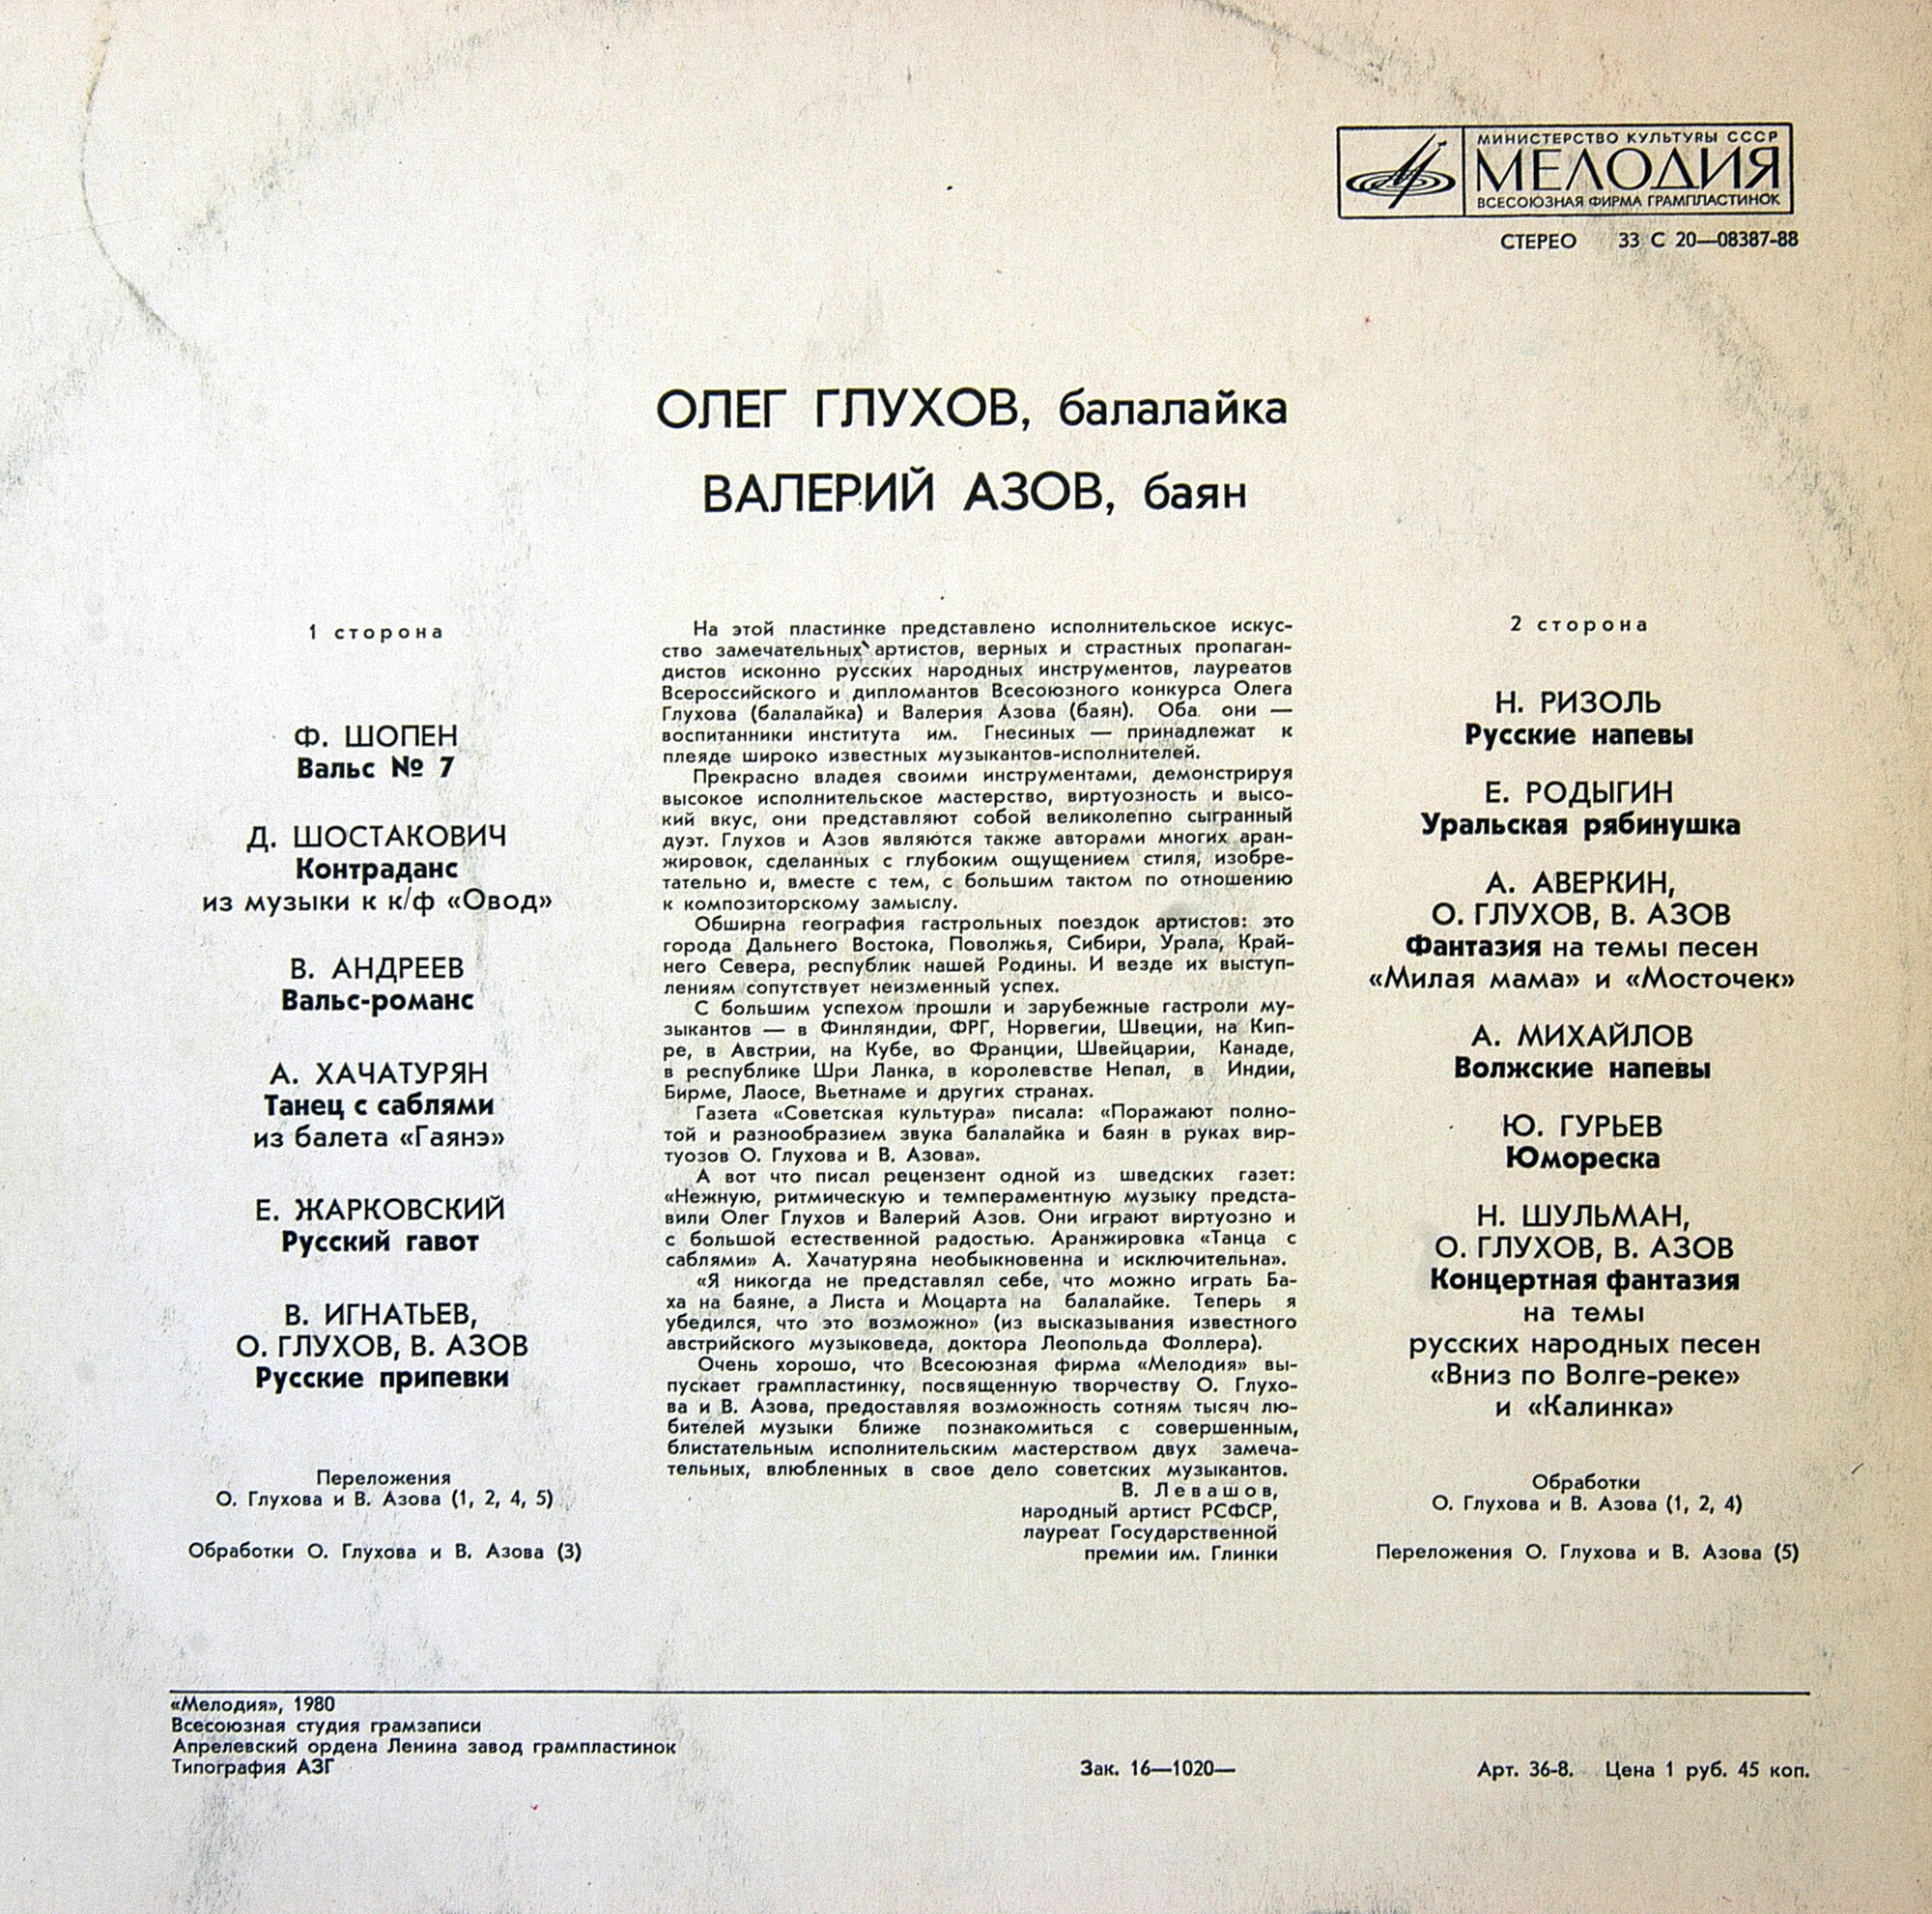 МИНИСТЕРСТВО КУЛЬТУРЫ СССР
МЕЛОДИЯ
ВСЕСОЮЗНАЯ ФИРМА ГРАМПЛАСТИНОК
СТЕРЕО 33 С 20—08387-88
ОЛЕГ ГЛУХОВ, балалайка
ВАЛЕРИЙ АЗОВ, баян
1 сторона
Ф. ШОПЕН
Вальс № 7
Д. ШОСТАКОВИЧ
Контраданс
из музыки к к/ф «Овод»
В. АНДРЕЕВ
Вальс-романс
А. ХАЧАТУРЯН
Танец с саблями
из балета «Гаянэ»
Е. ЖАРКОВСКИЙ
Русский гавот
В. ИГНАТЬЕВ,
О. ГЛУХОВ, В. АЗОВ
Русские припевки
Переложения
О. Глухова и В. Азова (1, 2, 4, 5)
Обработки О. Глухова и В. Азова (3)
На этой пластинке представлено исполнительское искус-
ство замечательных артистов, верных и страстных пропаган-
дистов исконно русских народных инструментов, лауреатов
Всероссийского и дипломантов Всесоюзного конкурса Олега
Глухова (балалайка) и Валерия Азова (баян). Оба они —
воспитанники института им. Гнесиных — принадлежат к
плеяде широко известных музыкантов-исполнителей.
Прекрасно владея своими инструментами, демонстрируя
высокое исполнительское мастерство, виртуозность и высо-
кий вкус, они представляют собой великолепно сыгранный
дуэт. Глухов и Азов являются также авторами многих аран-
жировок, сделанных с глубоким ощущением стиля, изобре-
тательно и, вместе с тем, с большим тактом по отношению
к композиторскому замыслу.
Обширна география гастрольных поездок артистов: это
города Дальнего Востока, Поволжья, Сибири, Урала, Край-
него Севера, республик нашей Родины. И везде их выступ-
лениям сопутствует неизменный успех.
С большим успехом прошли и зарубежные гастроли му-
зыкантов — в Финляндии, ФРГ, Норвегии, Швеции, на Кип-
ре, в Австрии, на Кубе, во Франции, Швейцарии, Канаде,
в республике Шри Ланка, в королевстве Непал, в Индии,
Бирме, Лаосе, Вьетнаме и других странах.
Газета «Советская культура» писала: «Поражают полно-
той и разнообразием звука балалайка и баян в руках вир-
туозов О. Глухова и В. Азова».
А вот что писал рецензент одной из шведских газет:
«Нежную, ритмическую и темпераментную музыку предста-
вили Олег Глухов и Валерий Азов. Они играют виртуозно и
с большой естественной радостью. Аранжировка «Танца с
саблями» А. Хачатуряна необыкновенна и исключительна».
«Я никогда не представлял себе, что можно играть Ба-
ха на баяне, а Листа и Моцарта на балалайке. Теперь я
убедился, что это возможно» (из высказывания известного
австрийского музыковеда, доктора Леопольда Фоллера).
Очень хорошо, что Всесоюзная фирма «Мелодия» вы-
пускает грампластинку, посвященную творчеству О. Глухо-
ва и В. Азова, предоставляя возможность сотням тысяч лю-
бителей музыки ближе познакомиться с совершенным,
блистательным исполнительским мастерством двух замеча-
тельных, влюбленных в свое дело советских музыкантов.
В. Левашов,
народный артист РСФСР,
лауреат Государственной
премии им. Глинки
2 сторона
Н. РИЗОЛЬ
Русские напевы
Е. РОДЫГИН
Уральская рябинушка
А. АВЕРКИН,
О. ГЛУХОВ, В. АЗОВ
Фантазия на темы песен
«Милая мама» и «Мосточек»
А. МИХАЙЛОВ
Волжские напевы
Ю. ГУРЬЕВ
Юмореска
Н. ШУЛЬМАН,
О. ГЛУХОВ, В. АЗОВ
Концертная фантазия
на темы
русских народных песен
«Вниз по Волге-реке»
и «Калинка»
Обработки
О. Глухова и В. Азова (1, 2, 4)
Переложения О. Глухова и В. Азова (5)
«Мелодия», 1980
Всесоюзная студия грамзаписи
Апрелевский ордена Ленина завод грампластинок
Типография АЗГ
Зак. 16—1020—
Арт. 36-8. Цена 1 руб. 45 коп.